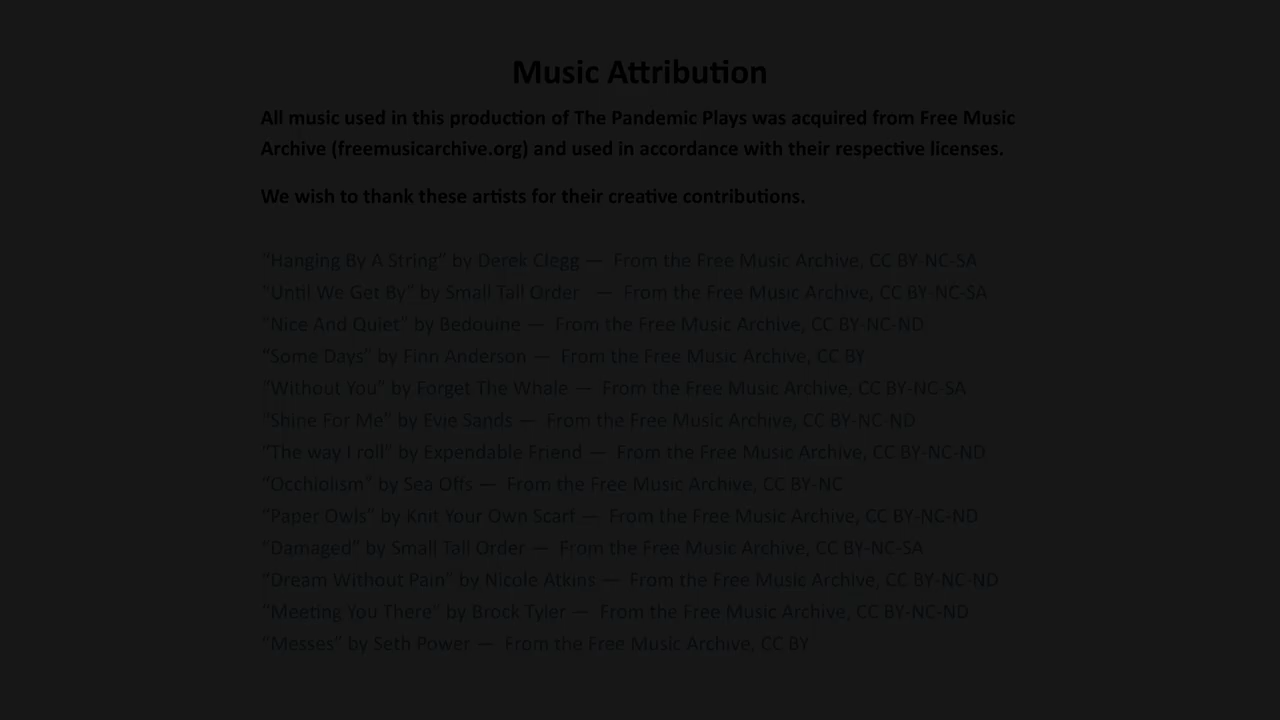 Music Attribution
All music used in this production of The Pandemic Plays was acquired from Free Music
Archive (freemusicarchive.org) and used in accordance with their respective licenses.
We wish to thank these artists for their creative contributions.
"Hanging By A String" by Derek Clegg — From the Free Music Archive, CC BY-NC-SA
"Until We Get By" by Small Tall Order — From the Free Music Archive, CC BY-NC-SA
"Nice And Quiet" by Bedouine — From the Free Music Archive, CC BY-NC-ND
"Some Days" by Finn Anderson — From the Free Music Archive, CC BY
"Without You" by Forget The Whale — From the Free Music Archive, CC BY-NC-SA
"Shine For Me" by Evie Sands — From the Free Music Archive, CC BY-NC-ND
"The way I roll" by Expendable Friend — From the Free Music Archive, CC BY-NC-ND
"Occhiolism" by Sea Offs — From the Free Music Archive, CC BY-NC
"Paper Owls" by Knit Your Own Scarf — From the Free Music Archive, CC BY-NC-ND
"Damaged" by Small Tall Order — From the Free Music Archive, CC BY-NC-SA
"Dream Without Pain" by Nicole Atkins — From the Free Music Archive, CC BY-NC-ND
"Meeting You There" by Brock Tyler — From the Free Music Archive, CC BY-NC-ND
"Messes" by Seth Power — From the Free Music Archive, CC BY